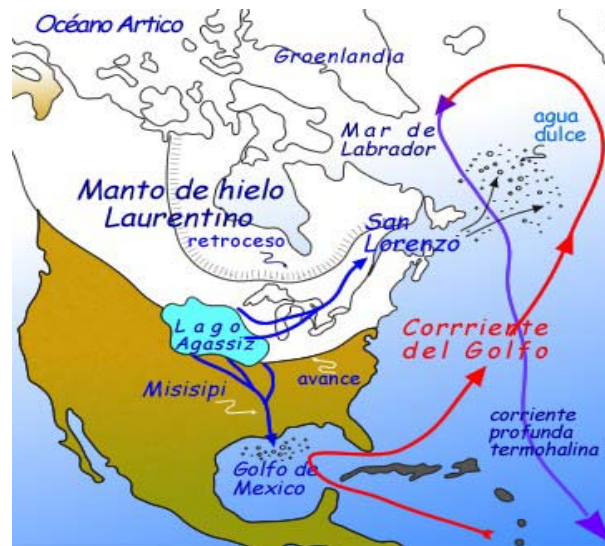 Océano Artico
Groenlandia
agua
dulce
Mar de
Labrador
Manto de hielo
Laurentino
San
Lorenzo
retroceso
Lago
Agassiz
Corrriente
del Golfo
Misisipi
avance
corriente
profunda
termohalina
Golfo de
Mexico